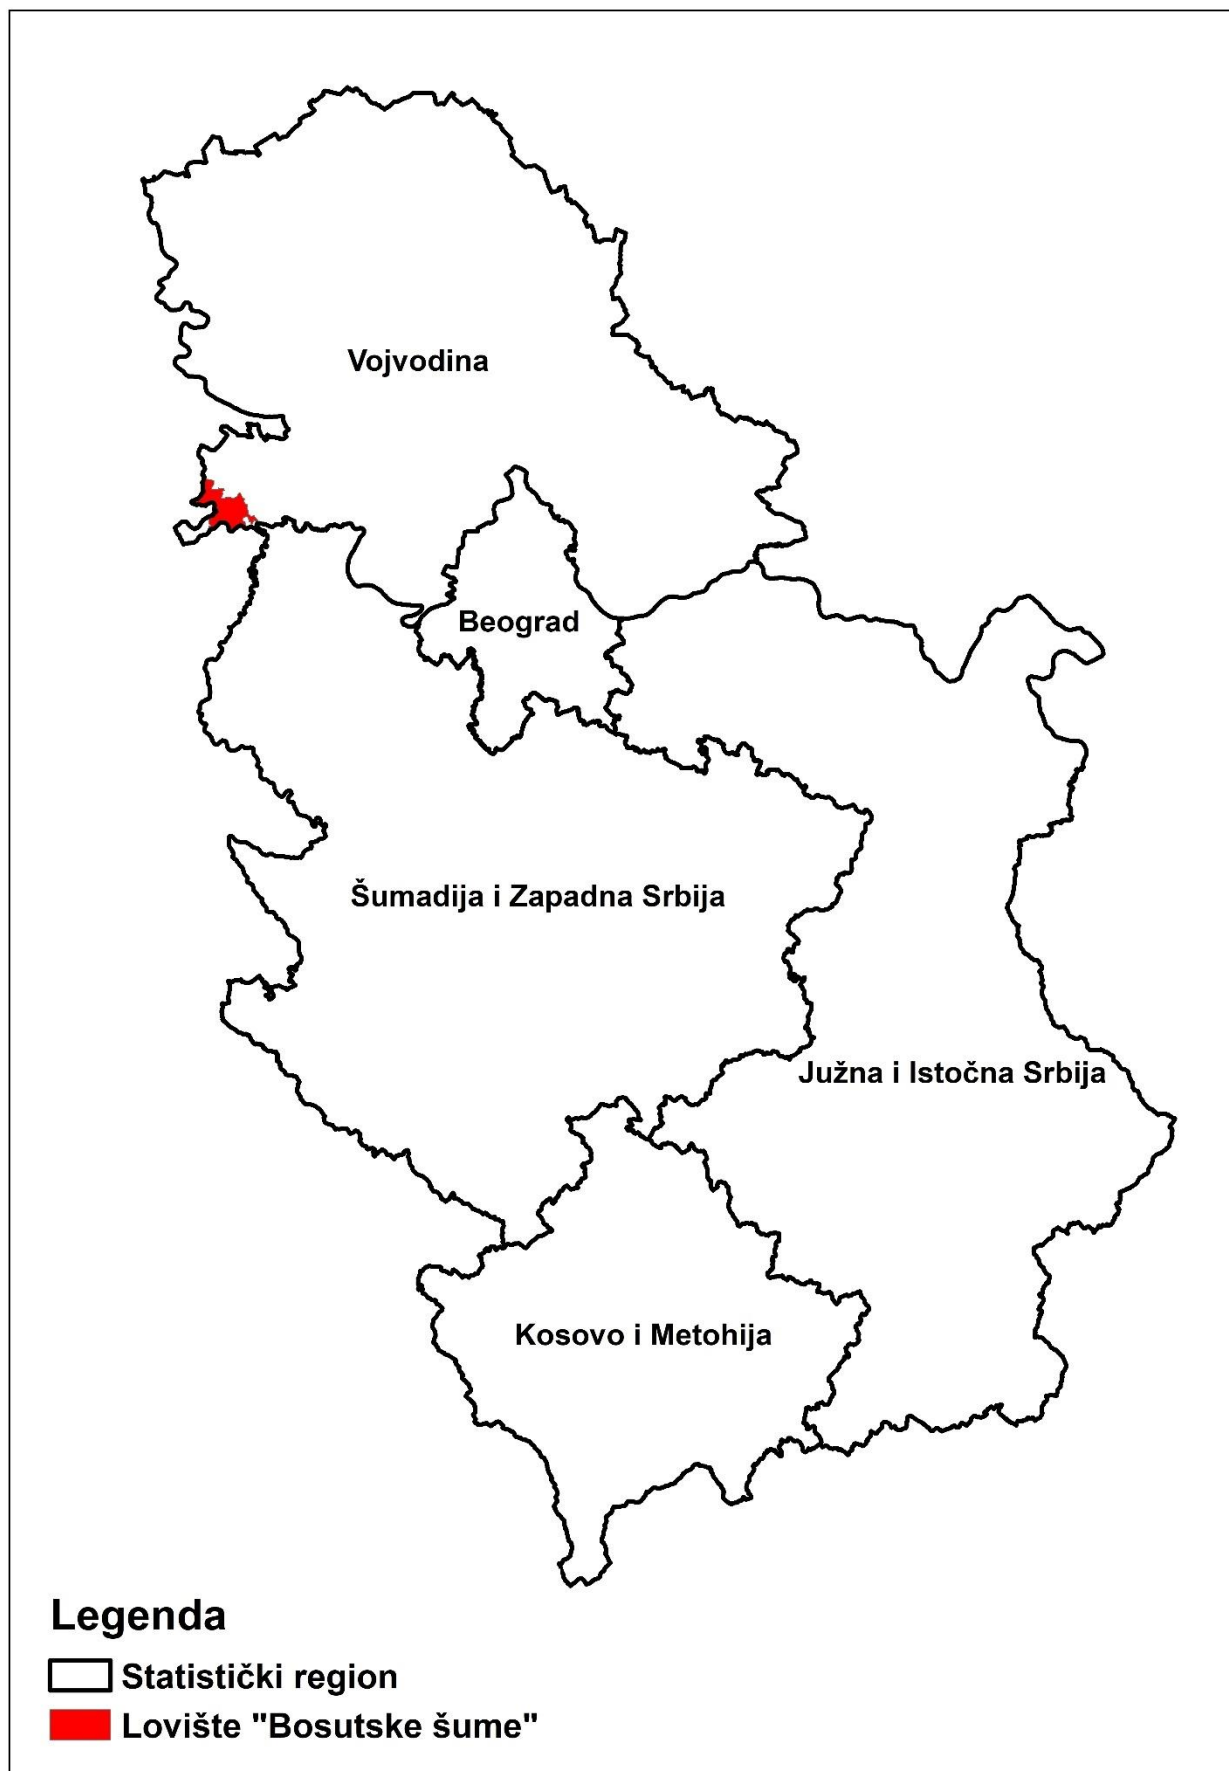 Vojvodina
Beograd
Šumadija i Zapadna Srbija
Južna i Istočna Srbija
Kosovo i Metohija
Legenda
Statistički region
Lovište "Bosutske šume"